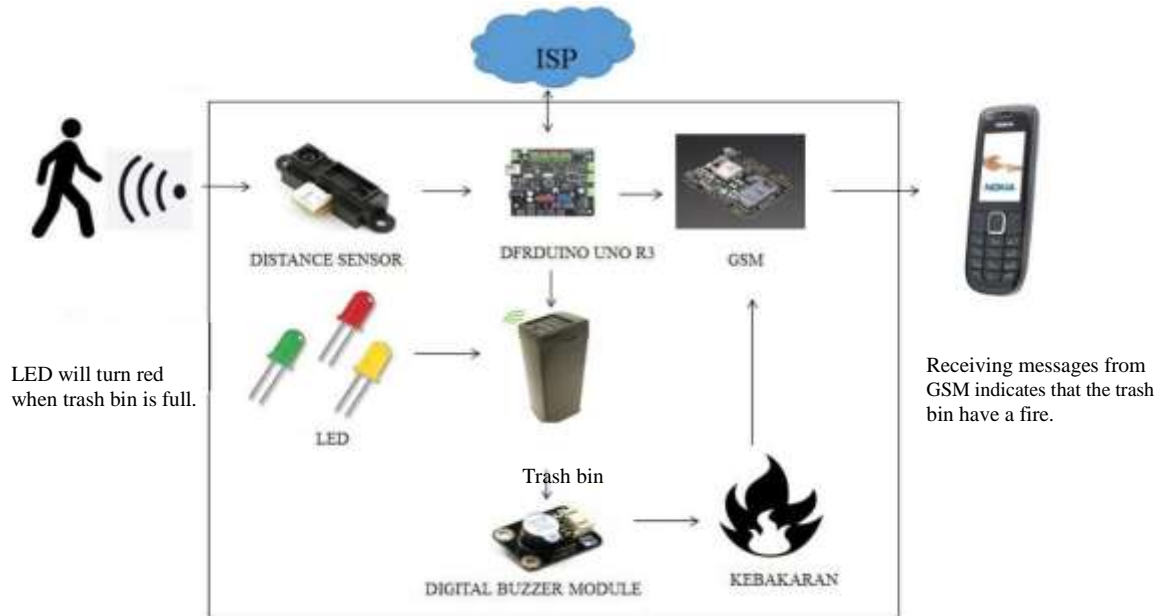 ISP
DISTANCE SENSOR
DFRDUINO UNO R3
GSM
NOKIA
LED will turn red
when trash bin is full.
LED
Receiving messages from
GSM indicates that the trash
bin have a fire.
Trash bin
DIGITAL BUZZER MODULE
KEBAKARAN